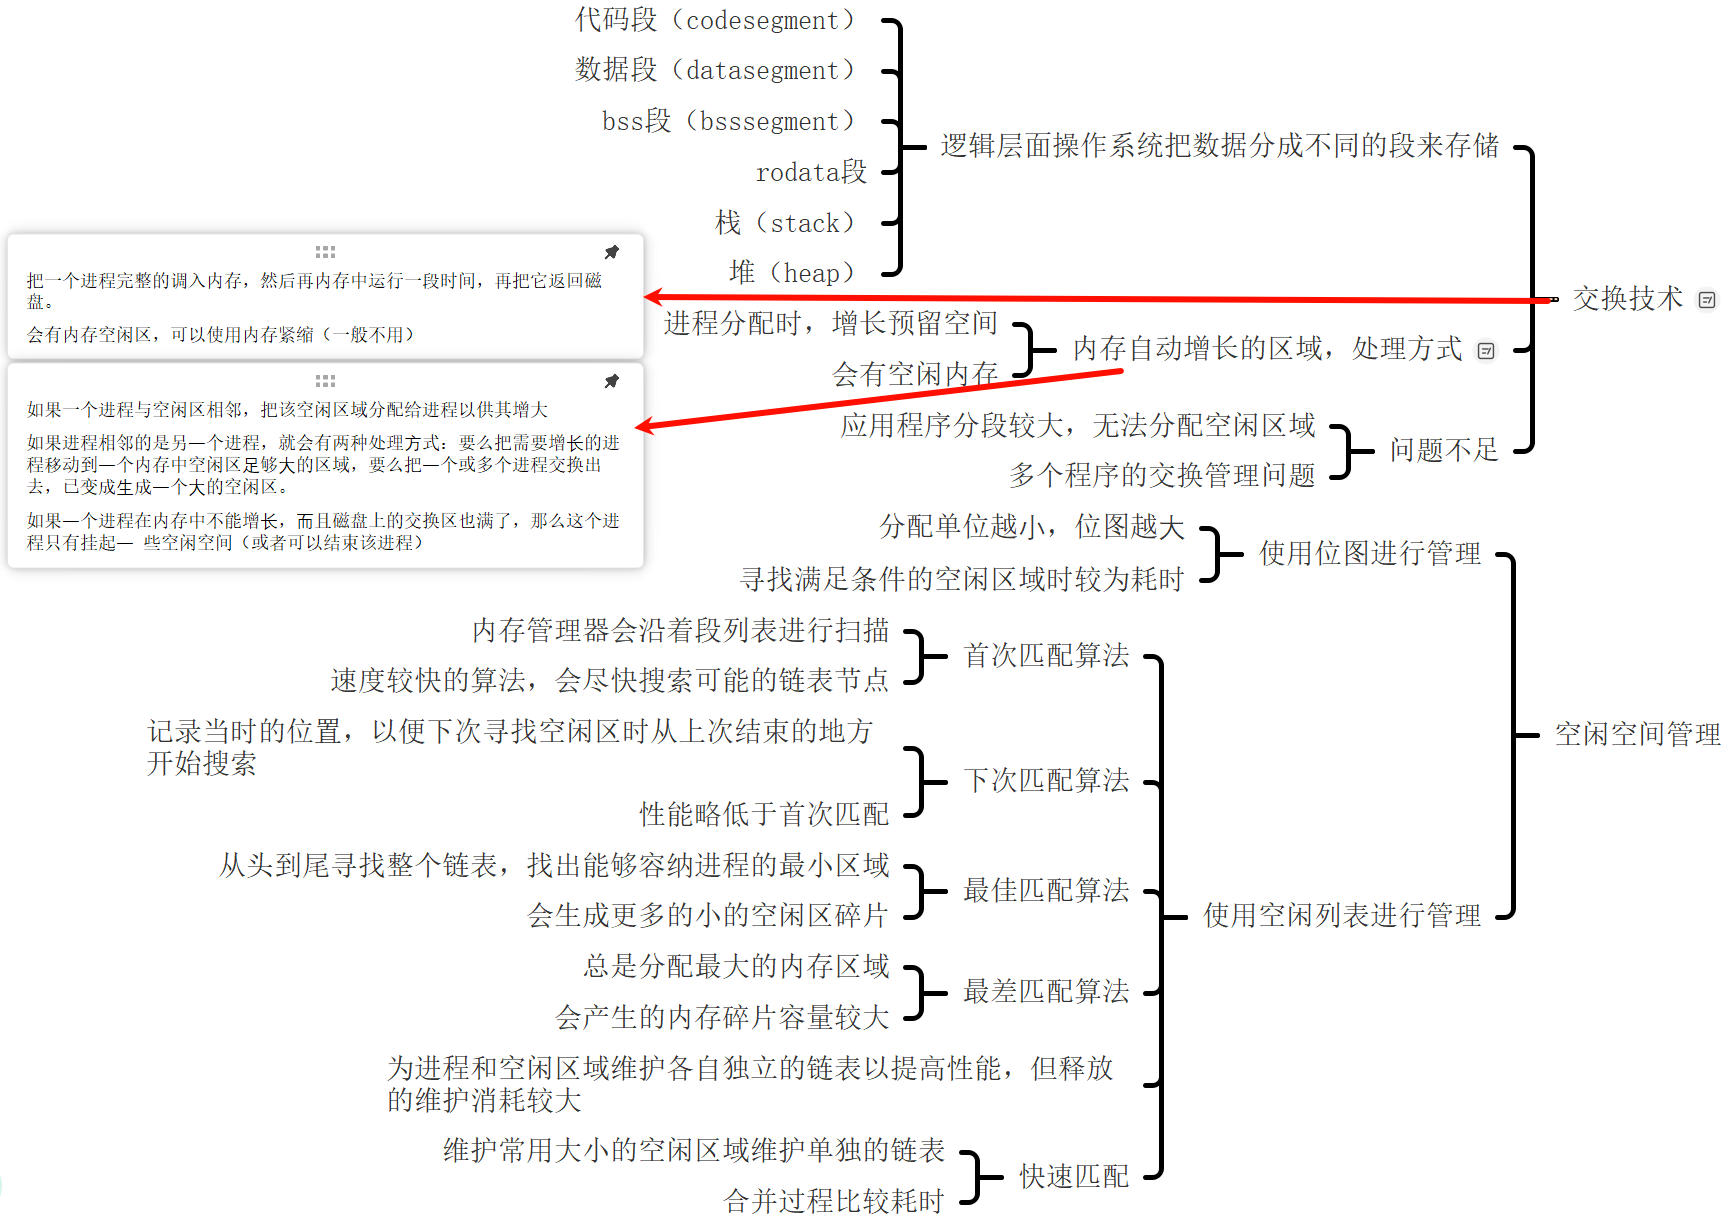 代码段（codesegment）
数据段（datasegment）
bss段（bsssegment）
rodata段
栈（stack）
堆（heap）
逻辑层面操作系统把数据分成不同的段来存储
把一个进程完整的调入内存，然后再内存中运行一段时间，再把它返回磁
盘。
会有内存空闲区，可以使用内存紧缩（一般不用）
交换技术
进程分配时，增长预留空间
会有空闲内存
内存自动增长的区域，处理方式
如果一个进程与空闲区相邻，把该空闲区域分配给进程以供其增大
如果进程相邻的是另一个进程，就会有两种处理方式：要么把需要增长的进
程移动到一个内存中空闲区足够大的区域，要么把一个或多个进程交换出
去，已变成生成一个大的空闲区。
如果一个进程在内存中不能增长，而且磁盘上的交换区也满了，那么这个进
程只有挂起一 些空闲空间（或者可以结束该进程）
应用程序分段较大，无法分配空闲区域
多个程序的交换管理问题
问题不足
分配单位越小，位图越大
寻找满足条件的空闲区域时较为耗时
使用位图进行管理
内存管理器会沿着段列表进行扫描
速度较快的算法，会尽快搜索可能的链表节点
首次匹配算法
记录当时的位置，以便下次寻找空闲区时从上次结束的地方
开始搜索
性能略低于首次匹配
下次匹配算法
空闲空间管理
从头到尾寻找整个链表，找出能够容纳进程的最小区域
会生成更多的小的空闲区碎片
最佳匹配算法
使用空闲列表进行管理
总是分配最大的内存区域
会产生的内存碎片容量较大
最差匹配算法
为进程和空闲区域维护各自独立的链表以提高性能，但释放
的维护消耗较大
维护常用大小的空闲区域维护单独的链表
合并过程比较耗时
快速匹配